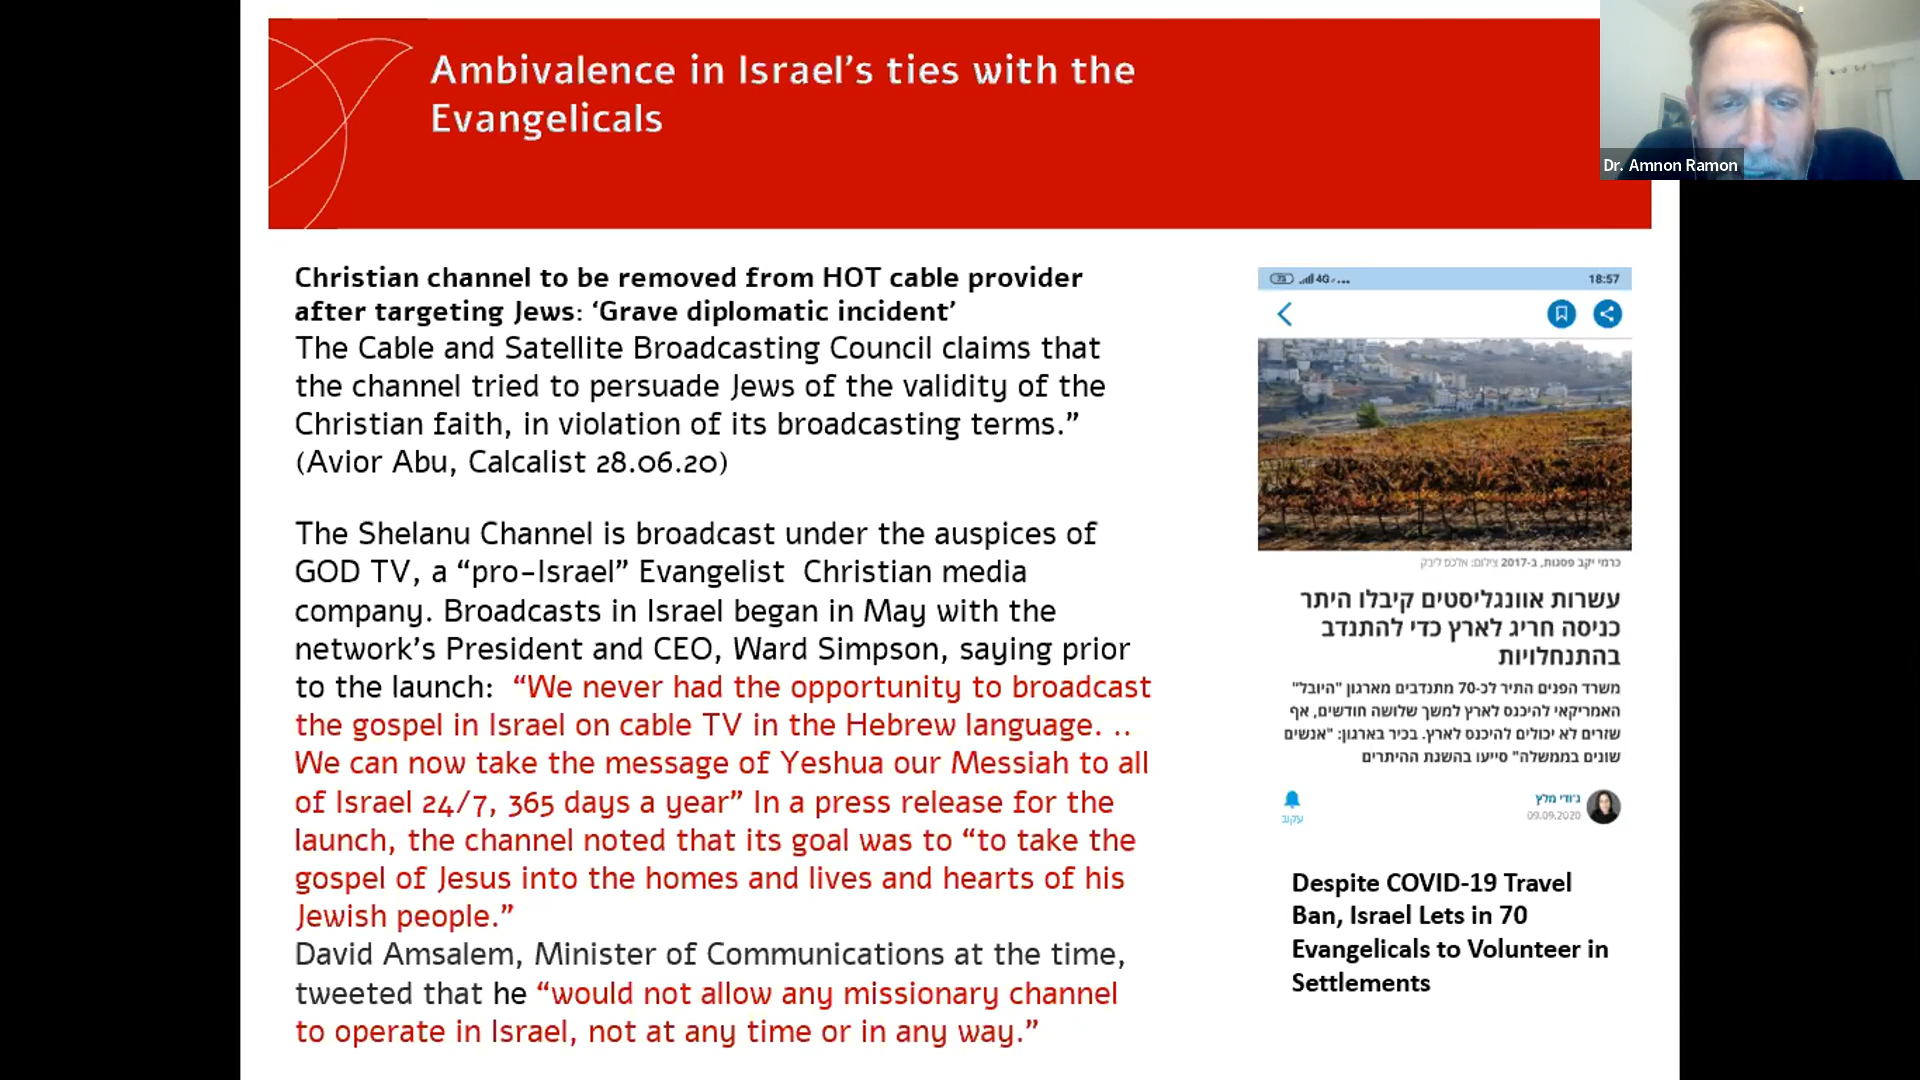 Ambivalence in Israel’s ties with the
Evangelicals
Dr. Amnon Ramon
Christian channel to be removed from HOT cable provider
after targeting Jews: ‘Grave diplomatic incident’
The Cable and Satellite Broadcasting Council claims that
the channel tried to persuade Jews of the validity of the
Christian faith, in violation of its broadcasting terms.”
(Avior Abu, Calcalist 28.06.20)
The Shelanu Channel is broadcast under the auspices of
GOD TV, a “pro-Israel” Evangelist Christian media
company. Broadcasts in Israel began in May with the
network’s President and CEO, Ward Simpson, saying prior
to the launch: “We never had the opportunity to broadcast
the gospel in Israel on cable TV in the Hebrew language. ..
We can now take the message of Yeshua our Messiah to all
of Israel 24/7, 365 days a year” In a press release for the
launch, the channel noted that its goal was to “to take the
gospel of Jesus into the homes and lives and hearts of his
Jewish people.”
David Amsalem, Minister of Communications at the time,
tweeted that he “would not allow any missionary channel
to operate in Israel, not at any time or in any way.”
73 4G 18:57
כרמי יקב פסגות, ב-2017 צילום: אלכס ליבק
עשרות אוונגליסטים קיבלו היתר
כניסה חריג לארץ כדי להתנדב
בהתנחלויות
משרד הפנים התיר לכ-70 מתנדבים מארגון "היובל"
האמריקאי להיכנס לארץ למשך שלושה חודשים, אף
שזרים לא יכולים להיכנס לארץ. בכיר בארגון: "אנשים
שונים בממשלה" סייעו בהשגת ההיתרים
ג'ודי מלץ
09.09.2020
עקוב
Despite COVID-19 Travel
Ban, Israel Lets in 70
Evangelicals to Volunteer in
Settlements